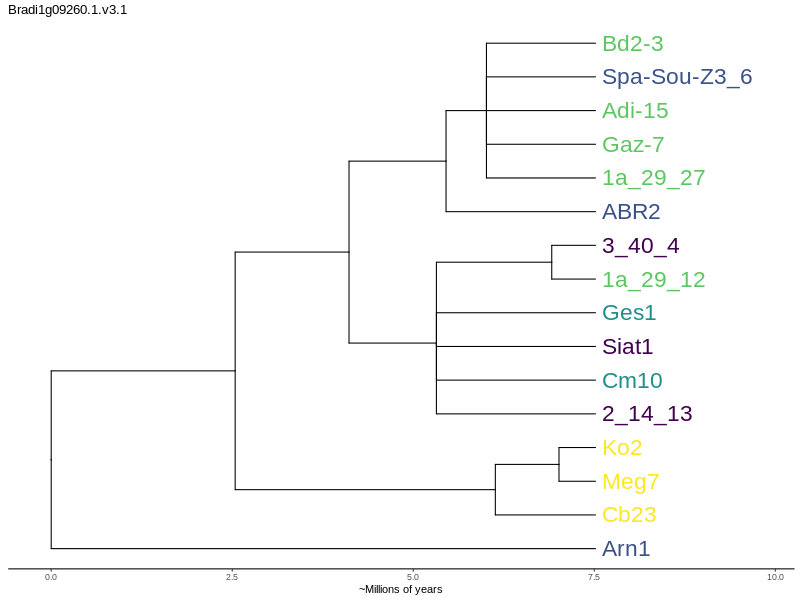 Bradi1g09260.1.v3.1
Bd2-3
Spa-Sou-Z3_6
Adi-15
Gaz-7
1a_29_27
ABR2
3_40_4
1a_29_12
Ges1
Siat1
Cm10
2_14_13
Ko2
Meg7
Cb23
Arn1
0.0 2.5 5.0 7.5 10.0
~Millions of years